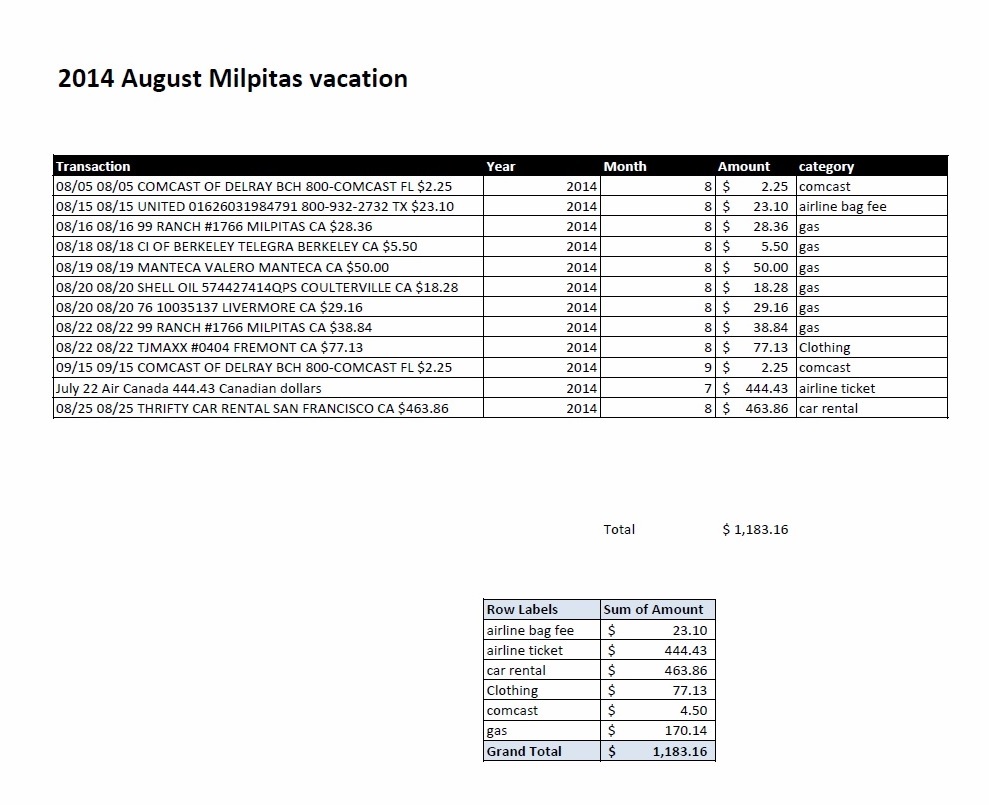 2014 August Milpitas vacation
Transaction Year Month Amount category
08/05 08/05 COMCAST OF DELRAY BCH 800-COMCAST FL $2.25 2014 8 $ 2.25 comcast
08/15 08/15 UNITED 01626031984791 800-932-2732 TX $23.10 2014 8 $ 23.10 airline bag fee
08/16 08/16 99 RANCH #1766 MILPITAS CA $28.36 2014 8 $ 28.36 gas
08/18 08/18 CI OF BERKELEY TELEGRA BERKELEY CA $5.50 2014 8 $ 5.50 gas
08/19 08/19 MANTECA VALERO MANTECA CA $50.00 2014 8 $ 50.00 gas
08/20 08/20 SHELL OIL 574427414QPS COULTERVILLE CA $18.28 2014 8 $ 18.28 gas
08/20 08/20 76 10035137 LIVERMORE CA $29.16 2014 8 $ 29.16 gas
08/22 08/22 99 RANCH #1766 MILPITAS CA $38.84 2014 8 $ 38.84 gas
08/22 08/22 TJMAXX #0404 FREMONT CA $77.13 2014 8 $ 77.13 Clothing
09/15 09/15 COMCAST OF DELRAY BCH 800-COMCAST FL $2.25 2014 9 $ 2.25 comcast
July 22 Air Canada 444.43 Canadian dollars 2014 7 $ 444.43 airline ticket
08/25 08/25 THRIFTY CAR RENTAL SAN FRANCISCO CA $463.86 2014 8 $ 463.86 car rental
Total $ 1,183.16
Row Labels Sum of Amount
airline bag fee $ 23.10
airline ticket $ 444.43
car rental $ 463.86
Clothing $ 77.13
comcast $ 4.50
gas $ 170.14
Grand Total $ 1,183.16